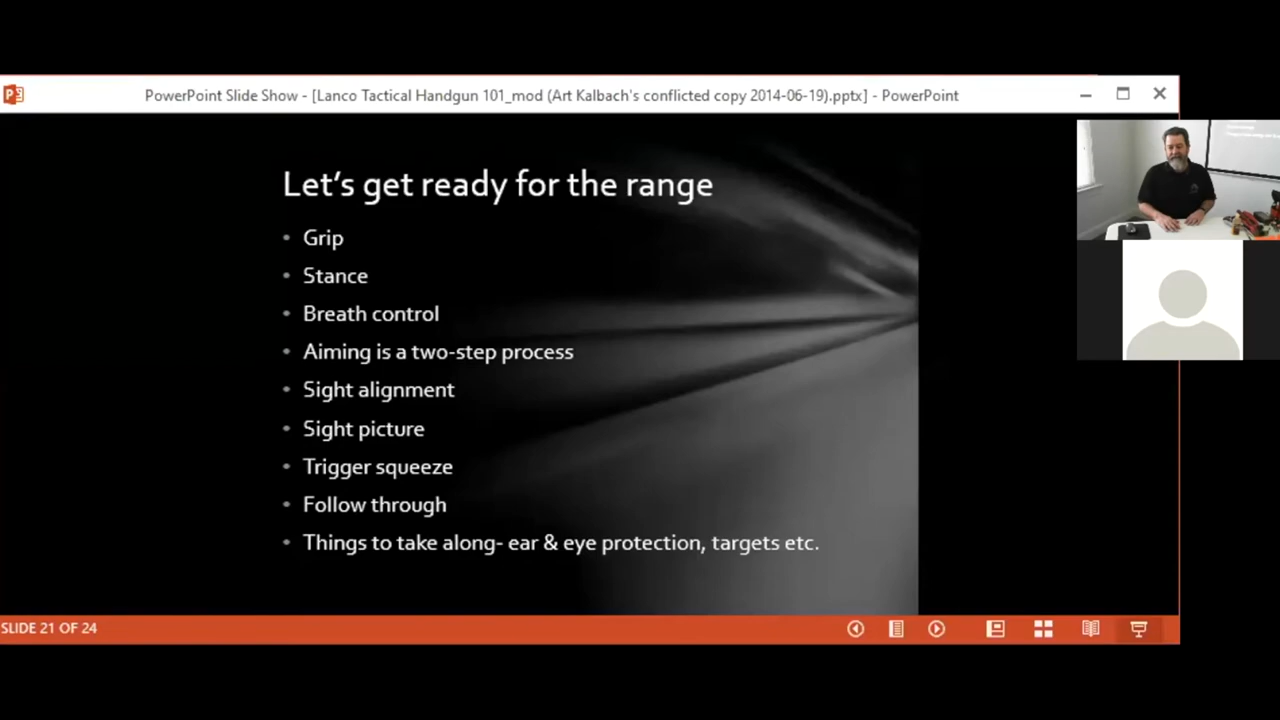 PowerPoint Slide Show - [Lanco Tactical Handgun 101_mod (Art Kalbach's conflicted copy 2014-06-19).pptx] - PowerPoint
Let's get ready for the range
• Grip
• Stance
• Breath control
• Aiming is a two-step process
• Sight alignment
• Sight picture
• Trigger squeeze
• Follow through
• Things to take along- ear & eye protection, targets etc.
SLIDE 21 OF 24